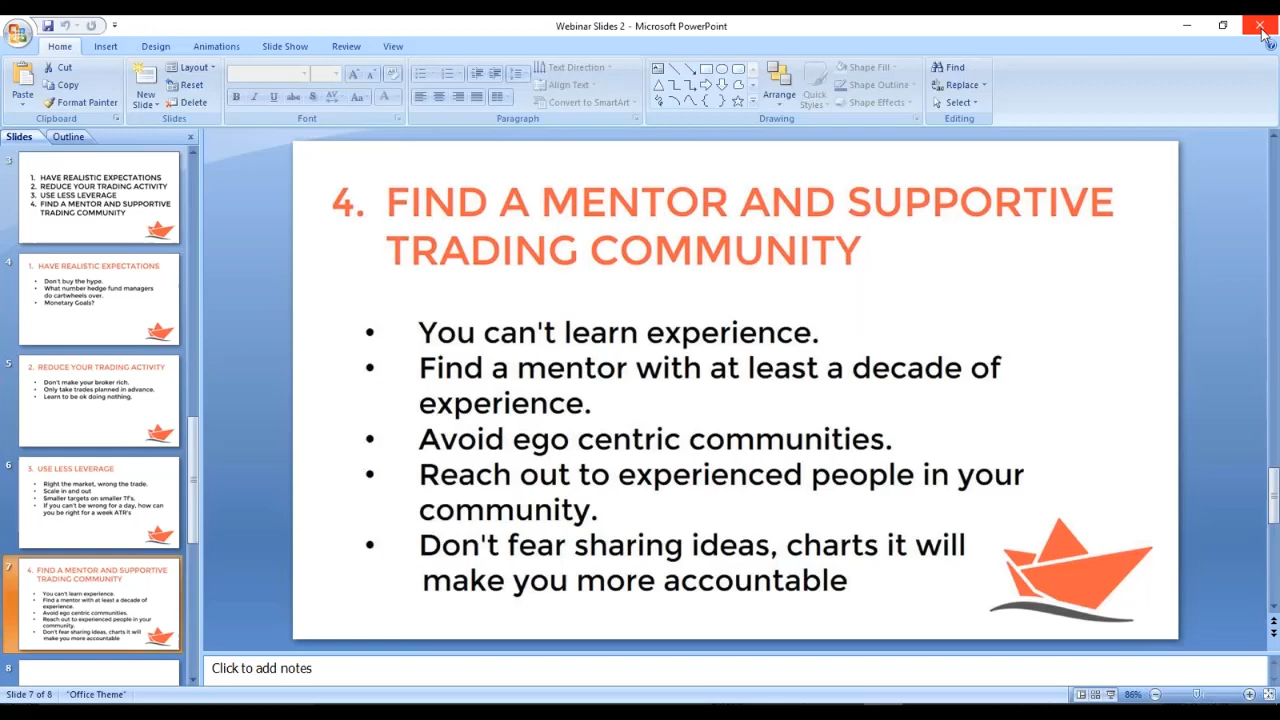 Webinar Slides 2 - Microsoft PowerPoint
Home Insert Design Animations Slide Show Review View
Paste
Cut
Copy
Format Painter
Clipboard
New Slide
Layout
Reset
Delete
Slides
B I U abe S AV Aa A
Font
Text Direction
Align Text
Convert to SmartArt
Paragraph
Arrange
Quick Styles
Shape Fill
Shape Outline
Shape Effects
Drawing
Find
Replace
Select
Editing
Slides Outline
3
1. HAVE REALISTIC EXPECTATIONS
2. REDUCE YOUR TRADING ACTIVITY
3. USE LESS LEVERAGE
4. FIND A MENTOR AND SUPPORTIVE
TRADING COMMUNITY
4
1. HAVE REALISTIC EXPECTATIONS
• Don't buy the hype.
• What number hedge fund managers
do cartwheels over.
• Monetary Goals?
5
2. REDUCE YOUR TRADING ACTIVITY
• Don't make your broker rich.
• Only take trades planned in advance.
• Learn to be ok doing nothing.
6
3. USE LESS LEVERAGE
• Right the market, wrong the trade.
• Scale in and out
• Smaller targets on smaller TF's.
• If you can't be wrong for a day, how can
you be right for a week ATR's
7
4. FIND A MENTOR AND SUPPORTIVE
TRADING COMMUNITY
• You can't learn experience.
• Find a mentor with at least a decade of
experience.
• Avoid ego centric communities.
• Reach out to experienced people in your
community.
• Don't fear sharing ideas, charts it will
make you more accountable
8
4. FIND A MENTOR AND SUPPORTIVE
TRADING COMMUNITY
• You can't learn experience.
• Find a mentor with at least a decade of
experience.
• Avoid ego centric communities.
• Reach out to experienced people in your
community.
• Don't fear sharing ideas, charts it will
make you more accountable
Click to add notes
Slide 7 of 8 "Office Theme" 86%